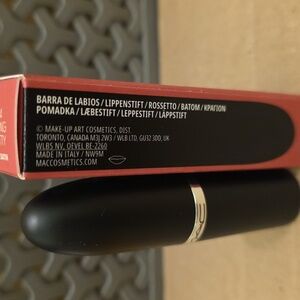 BARRA DE LABIOS / LIPPENSTIFT / ROSSETTO / BATOM / ΚΡΑΓΙΟΝ
POMADKA / LÆBESTIFT / LEPPESTIFT / LÄPPSTIFT
© MAKE-UP ART COSMETICS, DIST.
TORONTO, CANADA M3J 2W3 / WLB LTD, GU32 3DD, UK
WLBS NV, OEVEL BE-2260
MADE IN ITALY / NW9M
MACCOSMETICS.COM